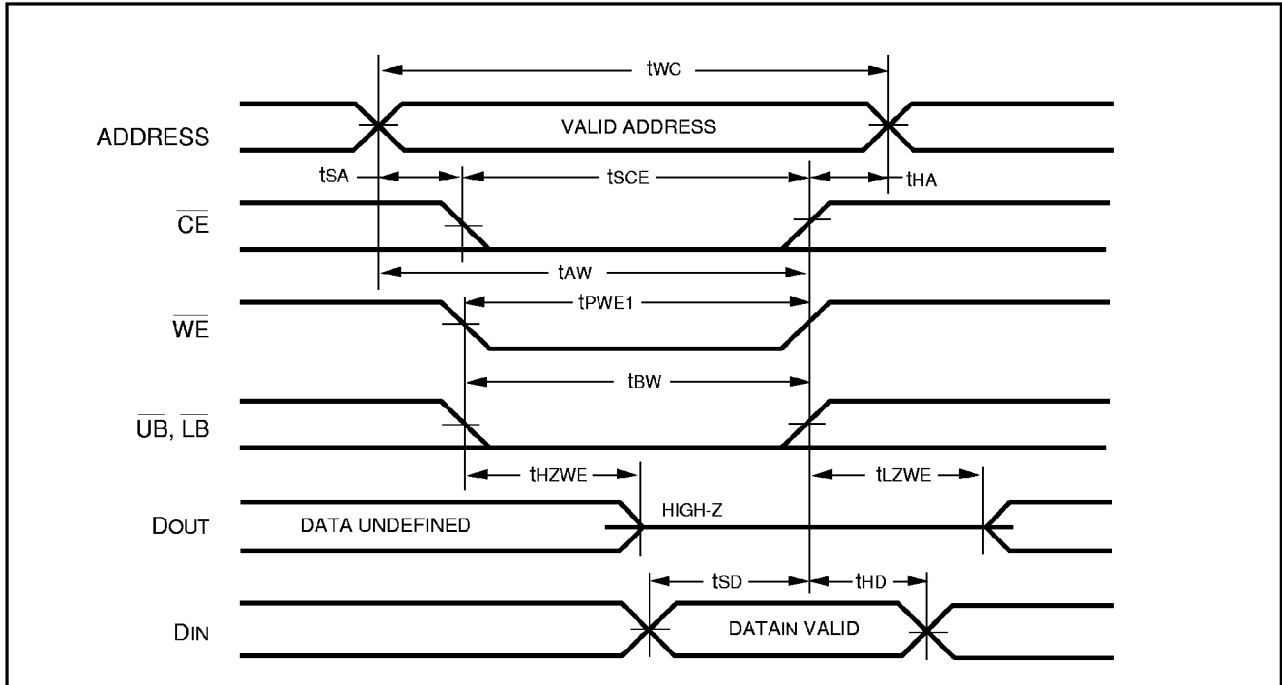 tWC
ADDRESS
VALID ADDRESS
tSA
tSCE
tHA
CE
tAW
tPWE1
WE
tBW
UB, LB
tHZWE
tLZWE
DOUT
DATA UNDEFINED
HIGH-Z
tSD
tHD
DIN
DATAIN VALID